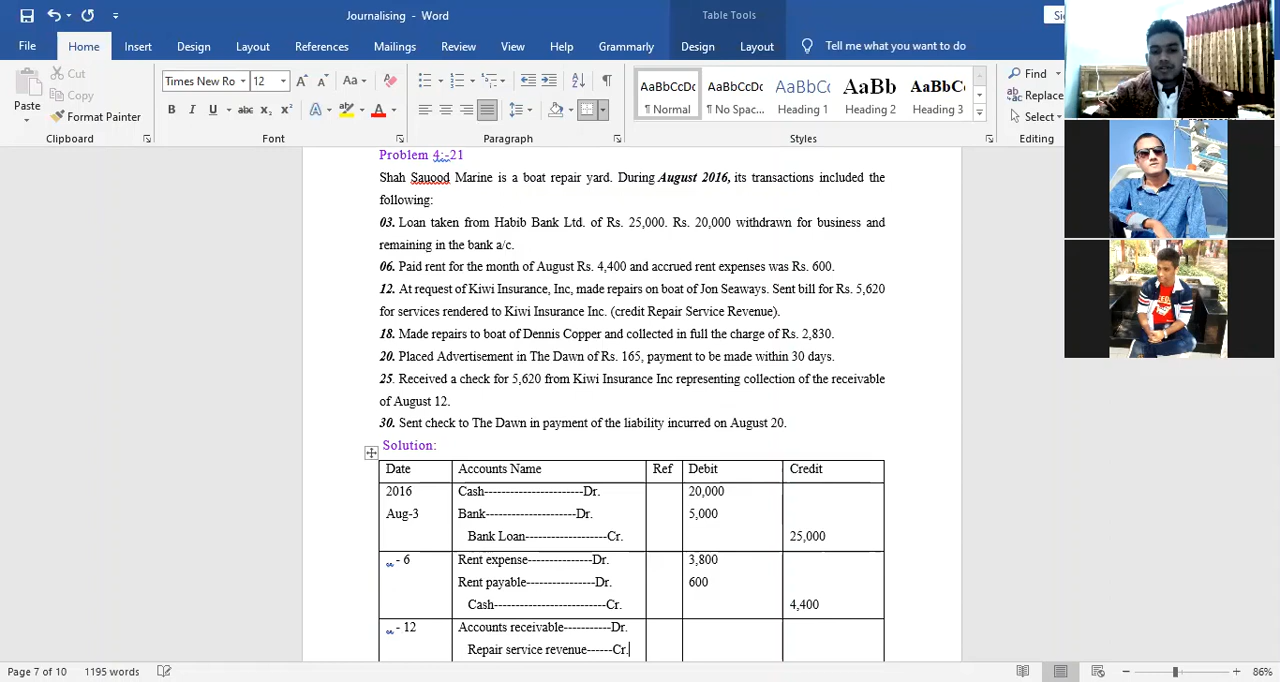 Journalising - Word
Table Tools
File Home Insert Design Layout References Mailings Review View Help Grammarly Design Layout Tell me what you want to do
Paste
Cut
Copy
Format Painter
Clipboard
Times New Ro 12 Aa
B I U abc x₂ x² A A
Font
Paragraph
AaBbCcDc AaBbCcDc AaBbCc AaBb AaBbCc
¶ Normal ¶ No Spac... Heading 1 Heading 2 Heading 3
Styles
Find
Replace
Select
Editing
Problem 4:-21
Shah Sauood Marine is a boat repair yard. During August 2016, its transactions included the
following:
03. Loan taken from Habib Bank Ltd. of Rs. 25,000. Rs. 20,000 withdrawn for business and
remaining in the bank a/c.
06. Paid rent for the month of August Rs. 4,400 and accrued rent expenses was Rs. 600.
12. At request of Kiwi Insurance, Inc, made repairs on boat of Jon Seaways. Sent bill for Rs. 5,620
for services rendered to Kiwi Insurance Inc. (credit Repair Service Revenue).
18. Made repairs to boat of Dennis Copper and collected in full the charge of Rs. 2,830.
20. Placed Advertisement in The Dawn of Rs. 165, payment to be made within 30 days.
25. Received a check for 5,620 from Kiwi Insurance Inc representing collection of the receivable
of August 12.
30. Sent check to The Dawn in payment of the liability incurred on August 20.
Solution:
Date Accounts Name Ref Debit Credit
2016 Cash-----------------------Dr. 20,000
Aug-3 Bank---------------------Dr. 5,000
Bank Loan-------------------Cr. 25,000
- 6 Rent expense---------------Dr. 3,800
Rent payable----------------Dr. 600
Cash--------------------------Cr. 4,400
- 12 Accounts receivable-----------Dr.
Repair service revenue------Cr.
Page 7 of 10 1195 words 86%